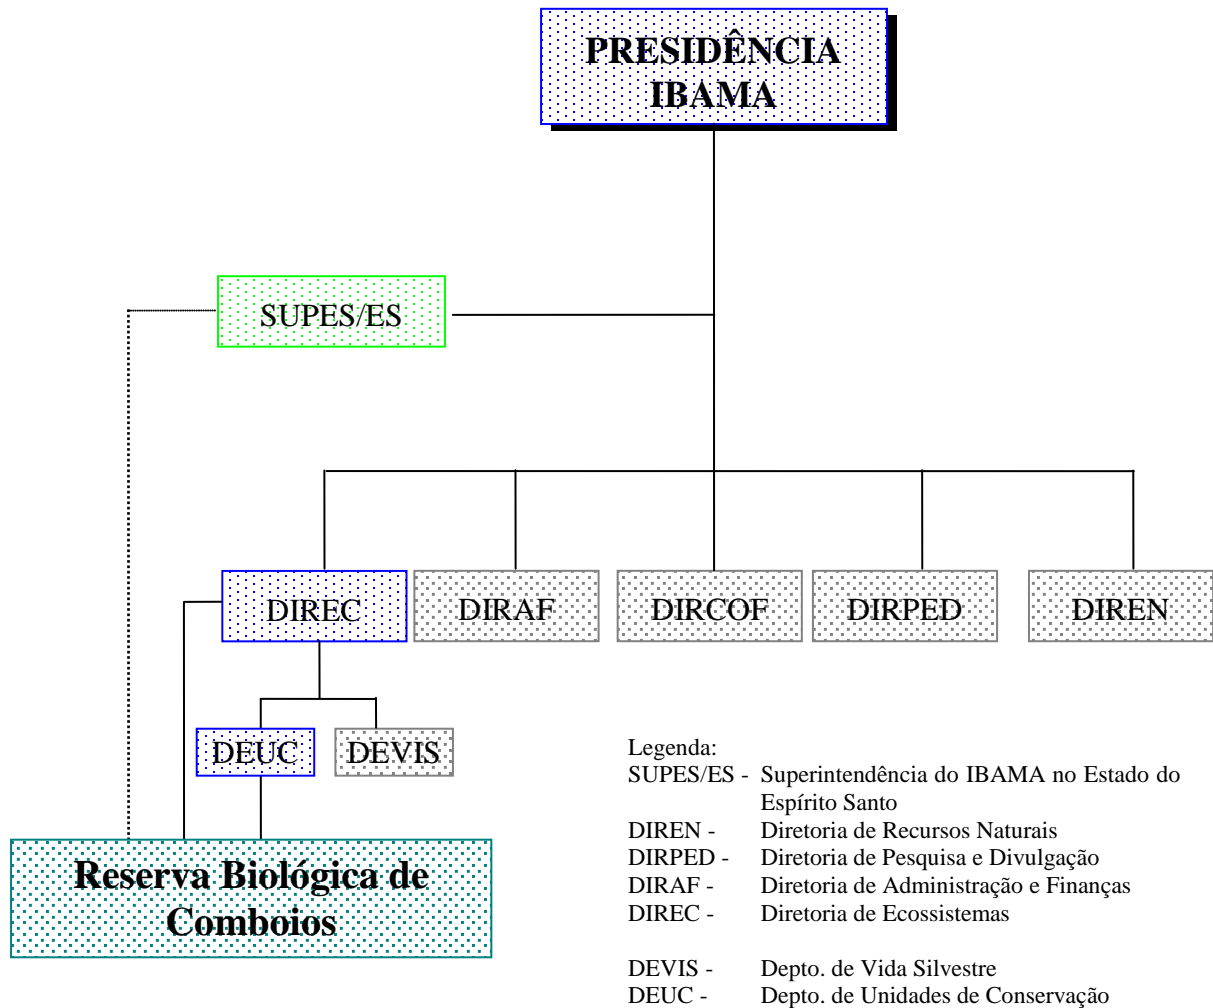 PRESIDÊNCIA
IBAMA
SUPES/ES
DIREC
DIRAF
DIRCOF
DIRPED
DIREN
DEUC
DEVIS
Reserva Biológica de
Comboios
Legenda:
SUPES/ES - Superintendência do IBAMA no Estado do
Espírito Santo
DIREN - Diretoria de Recursos Naturais
DIRPED - Diretoria de Pesquisa e Divulgação
DIRAF - Diretoria de Administração e Finanças
DIREC - Diretoria de Ecossistemas
DEVIS - Depto. de Vida Silvestre
DEUC - Depto. de Unidades de Conservação